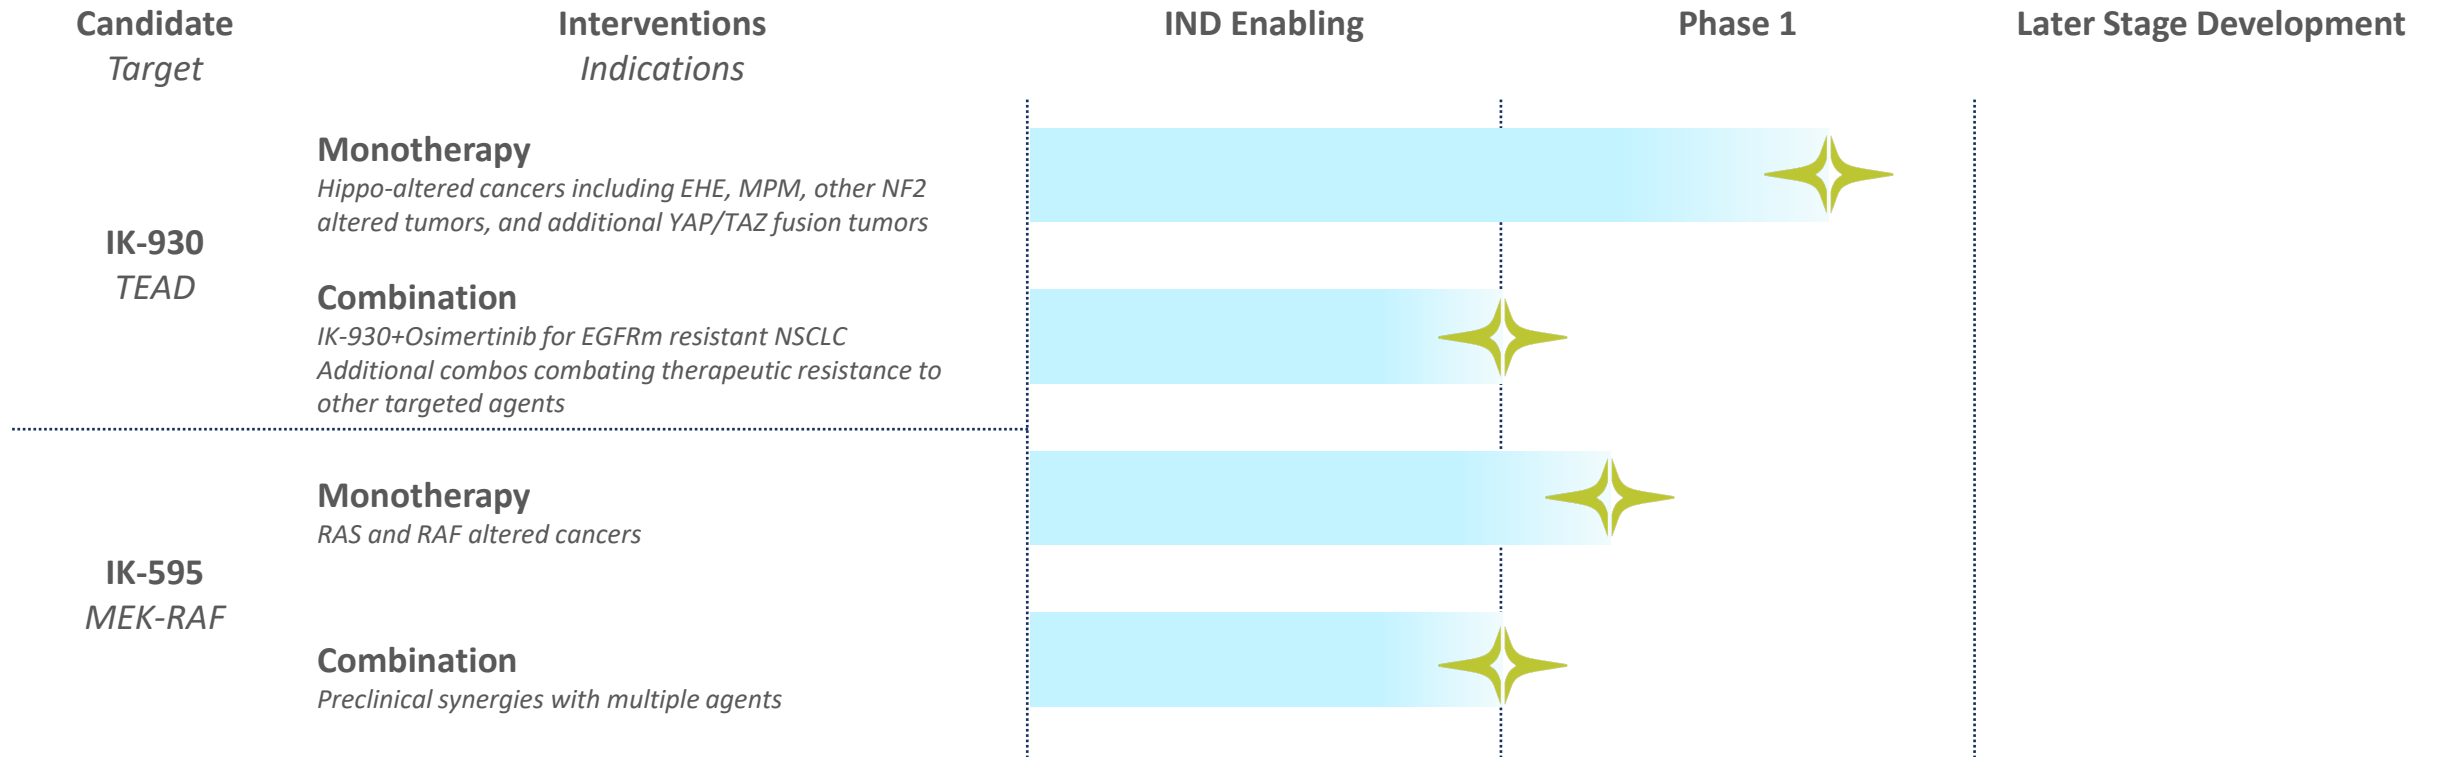 Candidate
Target
Interventions
Indications
IND Enabling
Phase 1
Later Stage Development
IK-930
TEAD
Monotherapy
Hippo-altered cancers including EHE, MPM, other NF2
altered tumors, and additional YAP/TAZ fusion tumors
Combination
IK-930+Osimertinib for EGFRm resistant NSCLC
Additional combos combating therapeutic resistance to
other targeted agents
IK-595
MEK-RAF
Monotherapy
RAS and RAF altered cancers
Combination
Preclinical synergies with multiple agents